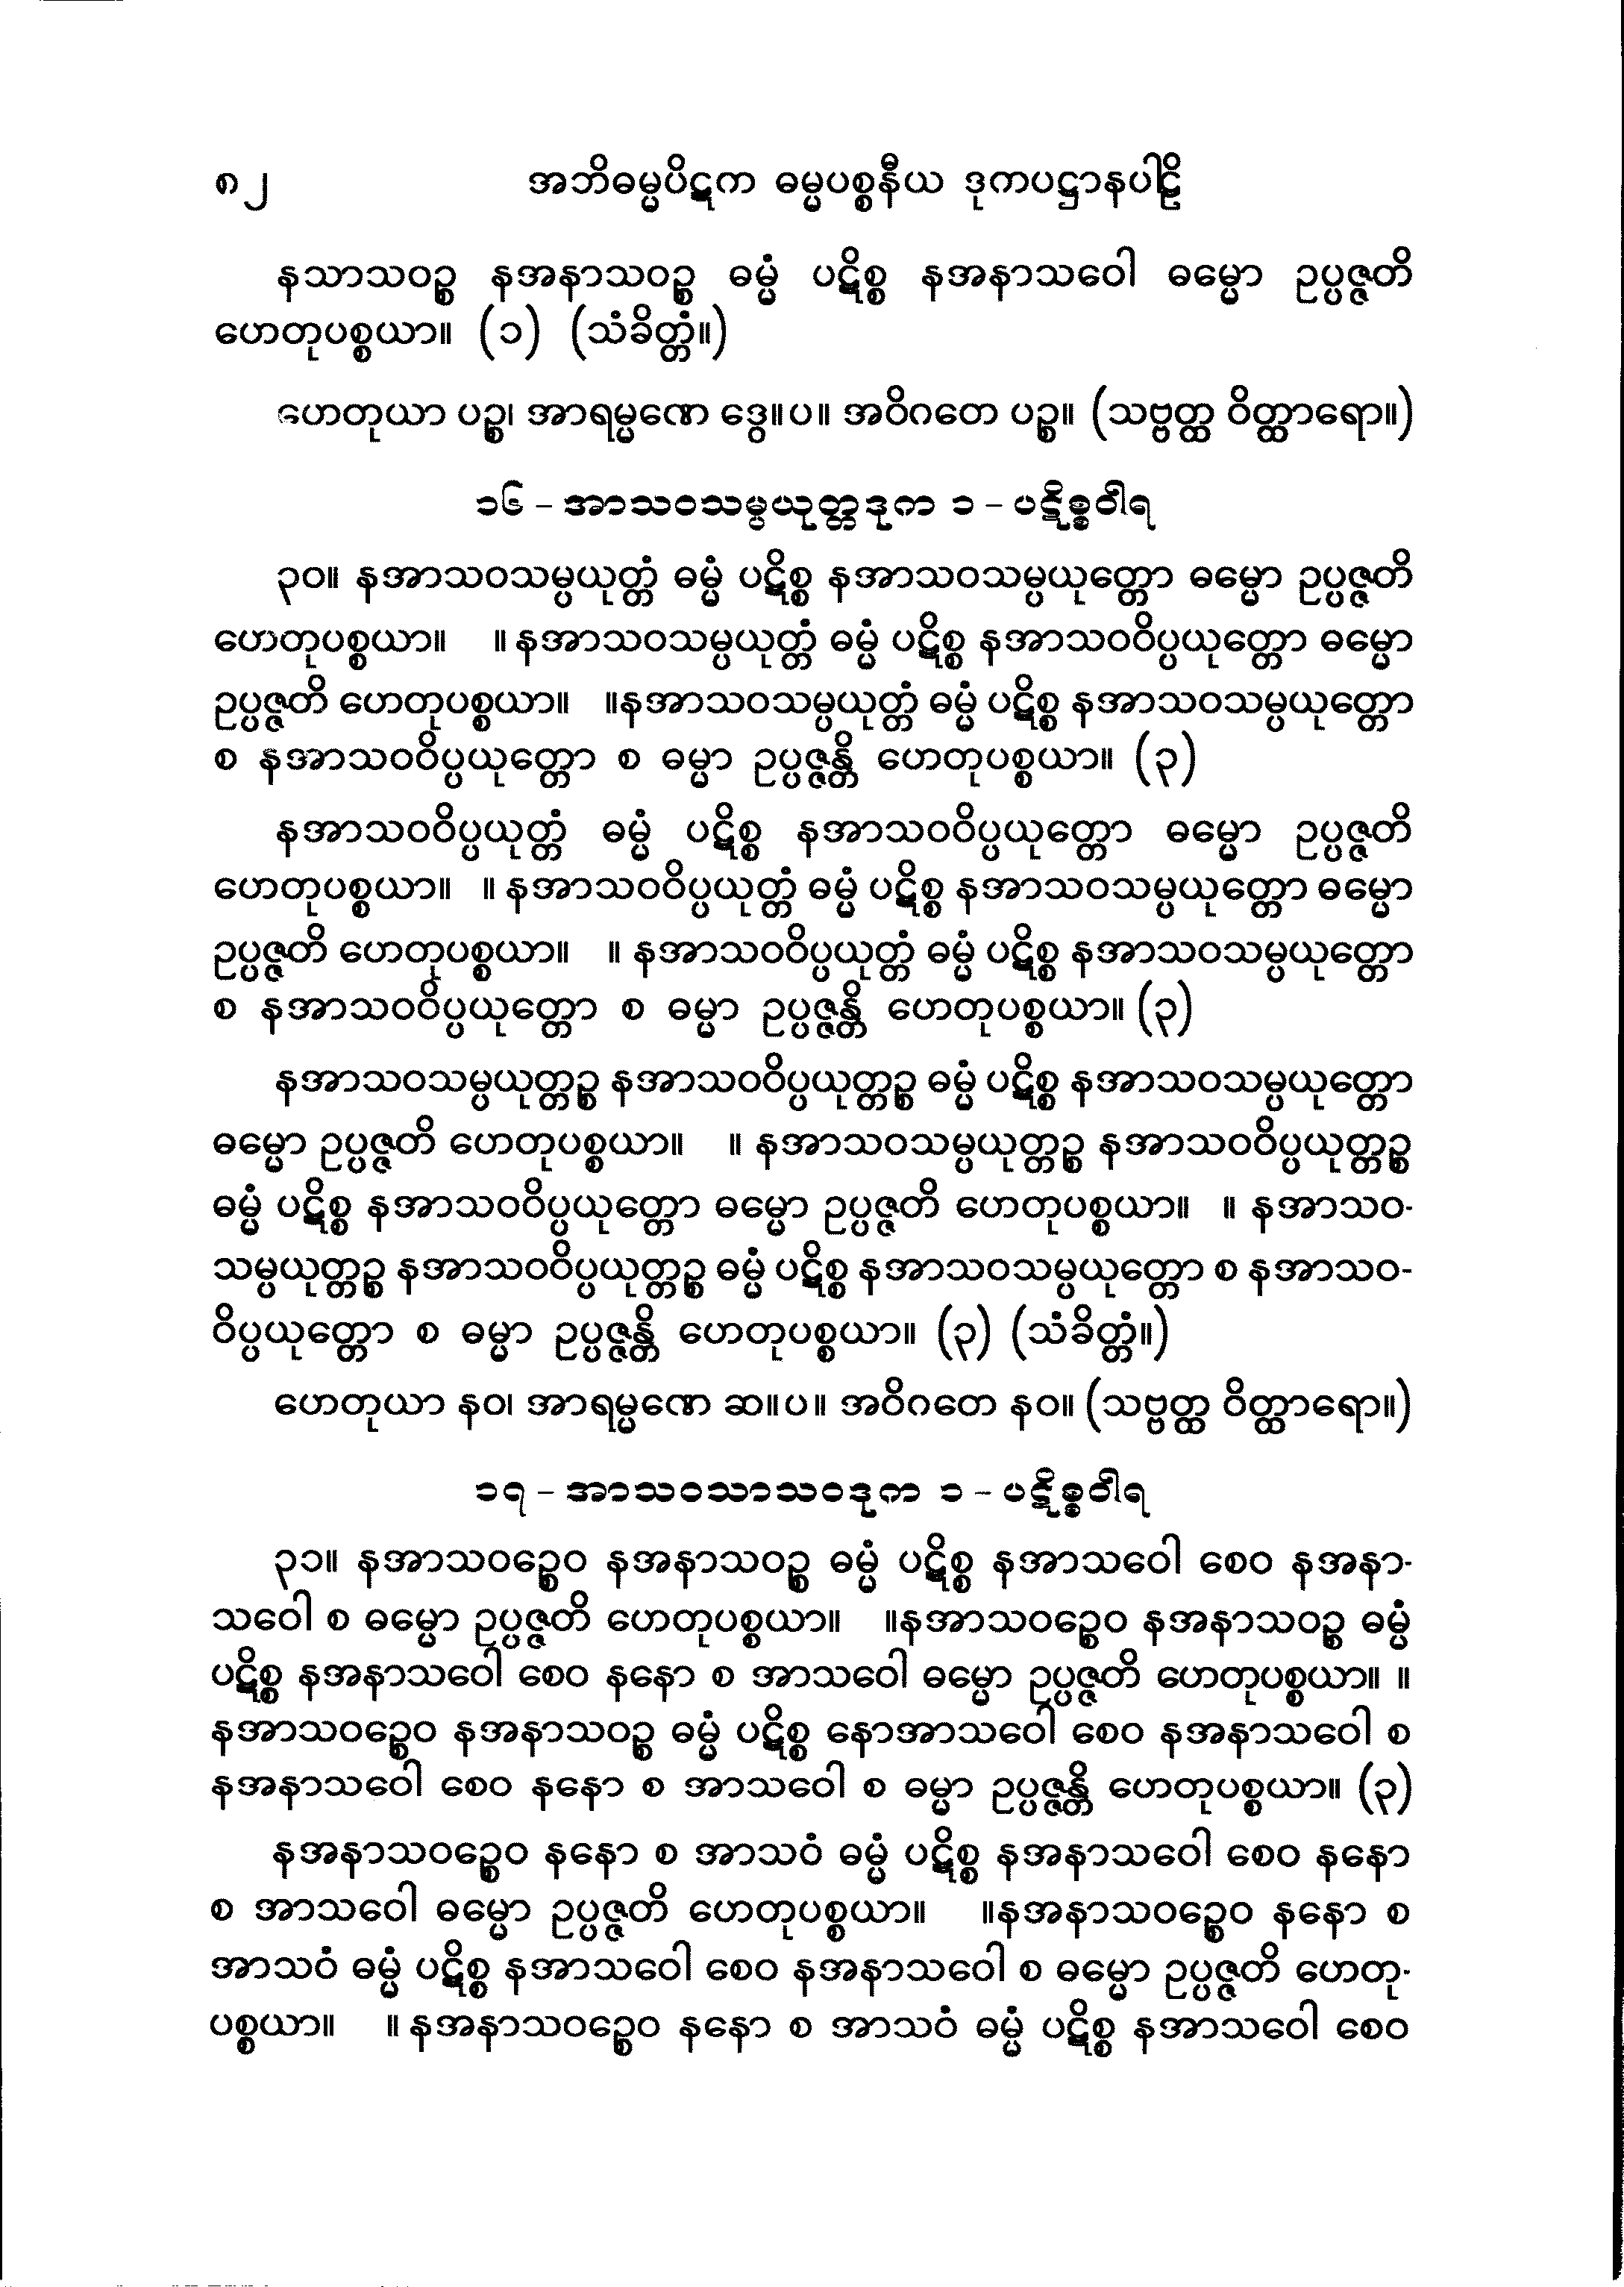 ၈၂ အဘိဓမ္မပိဋက ဓမ္မပစ္စနီယ ဒုကပဋ္ဌာနပါဠိ
နသာသဝဉ္စ နအနာသဝဉ္စ ဓမ္မံ ပဋိစ္စ နအနာသဝေါ ဓမ္မော ဥပ္ပဇ္ဇတိ
ဟေတုပစ္စယာ။ (၁) (သံခိတ္တံ။)
ဟေတုယာ ပဉ္စ၊ အာရမ္မဏေ ဒွေ။ပ။ အဝိဂတေ ပဉ္စ။ (သဗ္ဗတ္ထ ဝိတ္ထာရော။)
၁၆ – အာသဝသမ္ပယုတ္တဒုက ၁ – ပဋိစ္စဝါရ
၃၀။ နအာသဝသမ္ပယုတ္တံ ဓမ္မံ ပဋိစ္စ နအာသဝသမ္ပယုတ္တော ဓမ္မော ဥပ္ပဇ္ဇတိ
ဟေတုပစ္စယာ။ ။ နအာသဝသမ္ပယုတ္တံ ဓမ္မံ ပဋိစ္စ နအာသဝဝိပ္ပယုတ္တော ဓမ္မော
ဥပ္ပဇ္ဇတိ ဟေတုပစ္စယာ။ ။နအာသဝသမ္ပယုတ္တံ ဓမ္မံ ပဋိစ္စ နအာသဝသမ္ပယုတ္တော
စ နအာသဝဝိပ္ပယုတ္တော စ ဓမ္မာ ဥပ္ပဇ္ဇန္တိ ဟေတုပစ္စယာ။ (၃)
နအာသဝဝိပ္ပယုတ္တံ ဓမ္မံ ပဋိစ္စ နအာသဝဝိပ္ပယုတ္တော ဓမ္မော ဥပ္ပဇ္ဇတိ
ဟေတုပစ္စယာ။ ။ နအာသဝဝိပ္ပယုတ္တံ ဓမ္မံ ပဋိစ္စ နအာသဝသမ္ပယုတ္တော ဓမ္မော
ဥပ္ပဇ္ဇတိ ဟေတုပစ္စယာ။ ။ နအာသဝဝိပ္ပယုတ္တံ ဓမ္မံ ပဋိစ္စ နအာသဝသမ္ပယုတ္တော
စ နအာသဝဝိပ္ပယုတ္တော စ ဓမ္မာ ဥပ္ပဇ္ဇန္တိ ဟေတုပစ္စယာ။ (၃)
နအာသဝသမ္ပယုတ္တဉ္စ နအာသဝဝိပ္ပယုတ္တဉ္စ ဓမ္မံ ပဋိစ္စ နအာသဝသမ္ပယုတ္တော
ဓမ္မော ဥပ္ပဇ္ဇတိ ဟေတုပစ္စယာ။ ။ နအာသဝသမ္ပယုတ္တဉ္စ နအာသဝဝိပ္ပယုတ္တဉ္စ
ဓမ္မံ ပဋိစ္စ နအာသဝဝိပ္ပယုတ္တော ဓမ္မော ဥပ္ပဇ္ဇတိ ဟေတုပစ္စယာ။ ။ နအာသဝ-
သမ္ပယုတ္တဉ္စ နအာသဝဝိပ္ပယုတ္တဉ္စ ဓမ္မံ ပဋိစ္စ နအာသဝသမ္ပယုတ္တော စ နအာသဝ-
ဝိပ္ပယုတ္တော စ ဓမ္မာ ဥပ္ပဇ္ဇန္တိ ဟေတုပစ္စယာ။ (၃) (သံခိတ္တံ။)
ဟေတုယာ နဝ၊ အာရမ္မဏေ ဆ။ပ။ အဝိဂတေ နဝ။ (သဗ္ဗတ္ထ ဝိတ္ထာရော။)
၁၇ – အာသဝသာသဝဒုက ၁ – ပဋိစ္စဝါရ
၃၁။ နအာသဝဉ္စေဝ နအနာသဝဉ္စ ဓမ္မံ ပဋိစ္စ နအာသဝေါ စေဝ နအနာ-
သဝေါ စ ဓမ္မော ဥပ္ပဇ္ဇတိ ဟေတုပစ္စယာ။ ။နအာသဝဉ္စေဝ နအနာသဝဉ္စ ဓမ္မံ
ပဋိစ္စ နအနာသဝေါ စေဝ နနော စ အာသဝေါ ဓမ္မော ဥပ္ပဇ္ဇတိ ဟေတုပစ္စယာ။ ။
နအာသဝဉ္စေဝ နအနာသဝဉ္စ ဓမ္မံ ပဋိစ္စ နောအာသဝေါ စေဝ နအနာသဝေါ စ
နအနာသဝေါ စေဝ နနော စ အာသဝေါ စ ဓမ္မာ ဥပ္ပဇ္ဇန္တိ ဟေတုပစ္စယာ။ (၃)
နအနာသဝဉ္စေဝ နနော စ အာသဝံ ဓမ္မံ ပဋိစ္စ နအနာသဝေါ စေဝ နနော
စ အာသဝေါ ဓမ္မော ဥပ္ပဇ္ဇတိ ဟေတုပစ္စယာ။ ။နအနာသဝဉ္စေဝ နနော စ
အာသဝံ ဓမ္မံ ပဋိစ္စ နအာသဝေါ စေဝ နအနာသဝေါ စ ဓမ္မော ဥပ္ပဇ္ဇတိ ဟေတု-
ပစ္စယာ။ ။ နအနာသဝဉ္စေဝ နနော စ အာသဝံ ဓမ္မံ ပဋိစ္စ နအာသဝေါ စေဝ